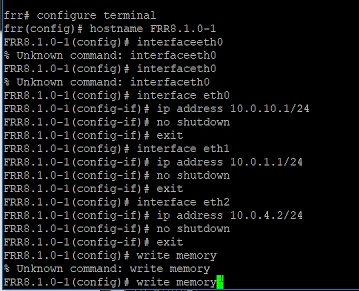 frr# configure terminal
frr(config)# hostname FRR8.1.0-1
FRR8.1.0-1(config)# interfaceeth0
% Unknown command: interfaceeth0
FRR8.1.0-1(config)# interfaceth0
% Unknown command: interfaceth0
FRR8.1.0-1(config)# interface eth0
FRR8.1.0-1(config-if)# ip address 10.0.10.1/24
FRR8.1.0-1(config-if)# no shutdown
FRR8.1.0-1(config-if)# exit
FRR8.1.0-1(config)# interface eth1
FRR8.1.0-1(config-if)# ip address 10.0.1.1/24
FRR8.1.0-1(config-if)# no shutdown
FRR8.1.0-1(config-if)# exit
FRR8.1.0-1(config)# interface eth2
FRR8.1.0-1(config-if)# ip address 10.0.4.2/24
FRR8.1.0-1(config-if)# no shutdown
FRR8.1.0-1(config-if)# exit
FRR8.1.0-1(config)# write memory
% Unknown command: write memory
FRR8.1.0-1(config)# write memory